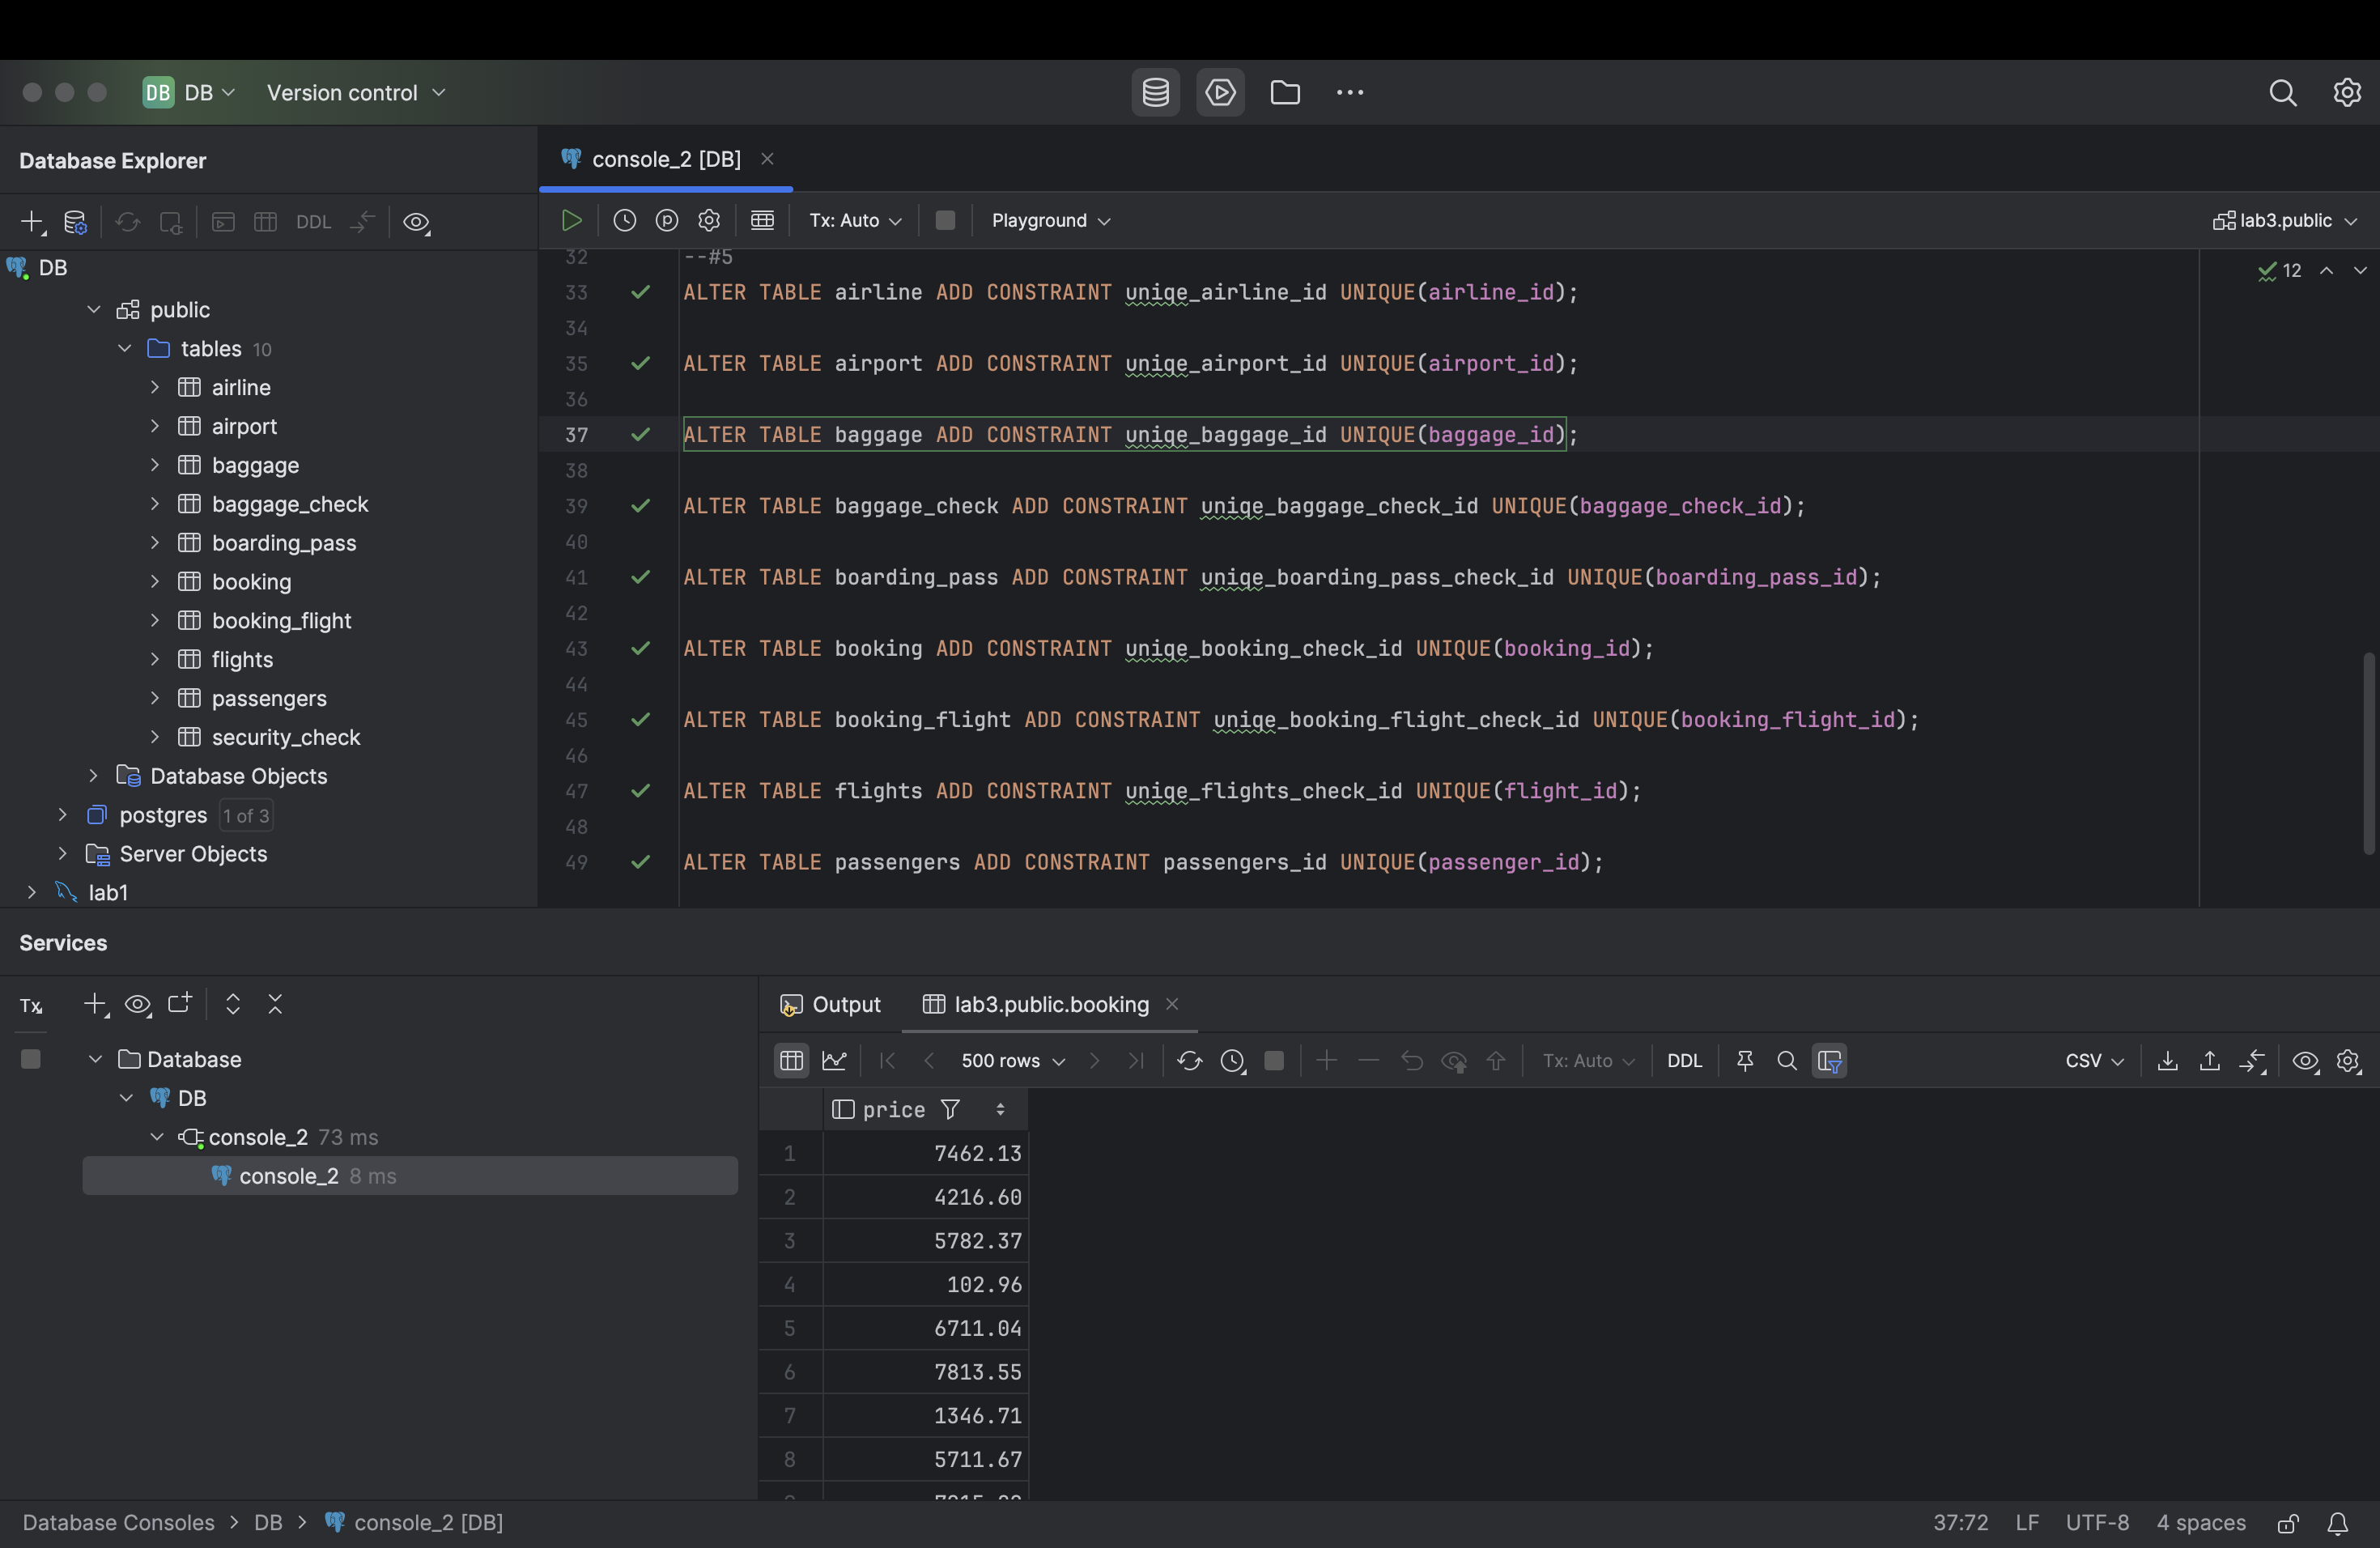 DB DB Version control
Database Explorer
console_2 [DB]
DDL
Tx: Auto Playground lab3.public
DB
public
tables 10
airline
airport
baggage
baggage_check
boarding_pass
booking
booking_flight
flights
passengers
security_check
Database Objects
postgres 1 of 3
Server Objects
lab1
12
32 --#5
33 ALTER TABLE airline ADD CONSTRAINT uniqe_airline_id UNIQUE(airline_id);
34
35 ALTER TABLE airport ADD CONSTRAINT uniqe_airport_id UNIQUE(airport_id);
36
37 ALTER TABLE baggage ADD CONSTRAINT uniqe_baggage_id UNIQUE(baggage_id);
38
39 ALTER TABLE baggage_check ADD CONSTRAINT uniqe_baggage_check_id UNIQUE(baggage_check_id);
40
41 ALTER TABLE boarding_pass ADD CONSTRAINT uniqe_boarding_pass_check_id UNIQUE(boarding_pass_id);
42
43 ALTER TABLE booking ADD CONSTRAINT uniqe_booking_check_id UNIQUE(booking_id);
44
45 ALTER TABLE booking_flight ADD CONSTRAINT uniqe_booking_flight_check_id UNIQUE(booking_flight_id);
46
47 ALTER TABLE flights ADD CONSTRAINT uniqe_flights_check_id UNIQUE(flight_id);
48
49 ALTER TABLE passengers ADD CONSTRAINT passengers_id UNIQUE(passenger_id);
Services
Tx
Database
DB
console_2 73 ms
console_2 8 ms
Output lab3.public.booking
500 rows Tx: Auto DDL CSV
price
1 7462.13
2 4216.60
3 5782.37
4 102.96
5 6711.04
6 7813.55
7 1346.71
8 5711.67
Database Consoles > DB > console_2 [DB]
37:72 LF UTF-8 4 spaces